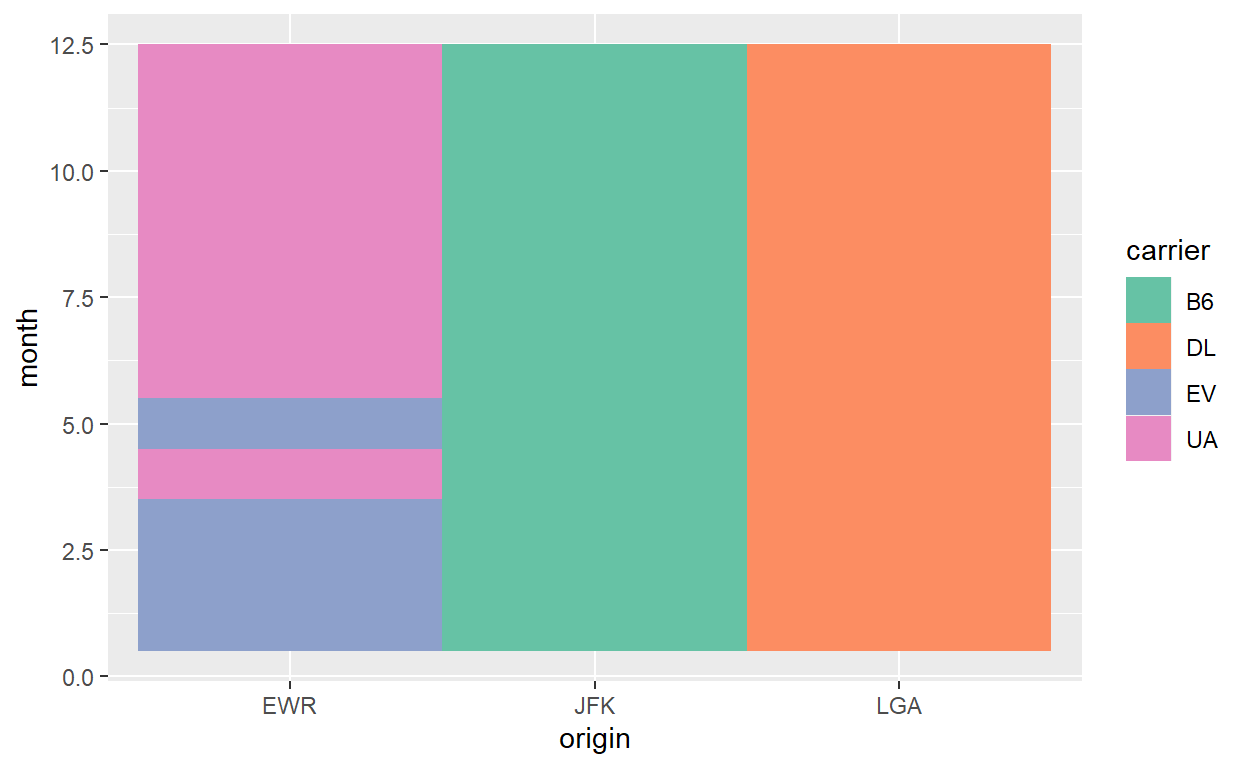 12.5
10.0
7.5
5.0
2.5
0.0
month
EWR JFK LGA
origin
carrier
B6
DL
EV
UA